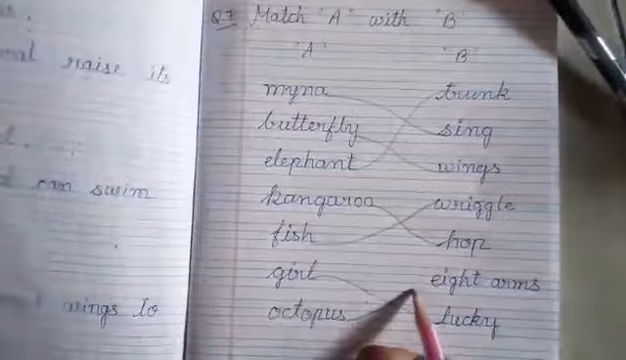 nal raise its
can swim
wings to
Q7 Match "A" with "B"
"A" "B"
myna trunk
butterfly sing
elephant wings
kangaroo wriggle
fish hop
girl eight arms
octopus lucky